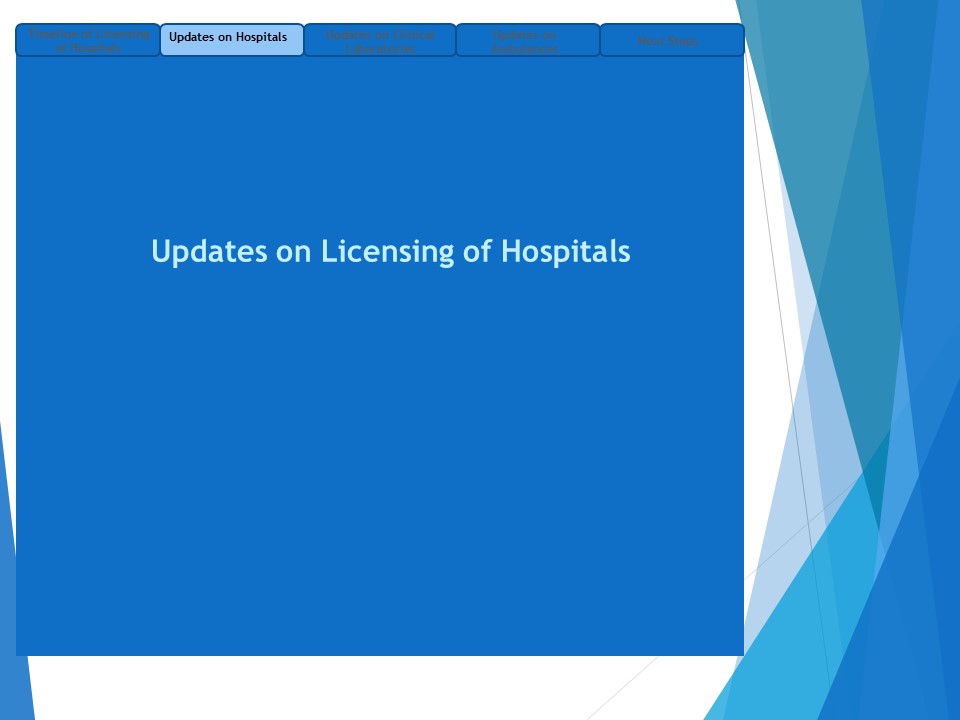 Timeline of Licensing
of Hospitals
Updates on Hospitals
Updates on Clinical
Laboratories
Updates on
Ambulances
Next Steps
Updates on Licensing of Hospitals